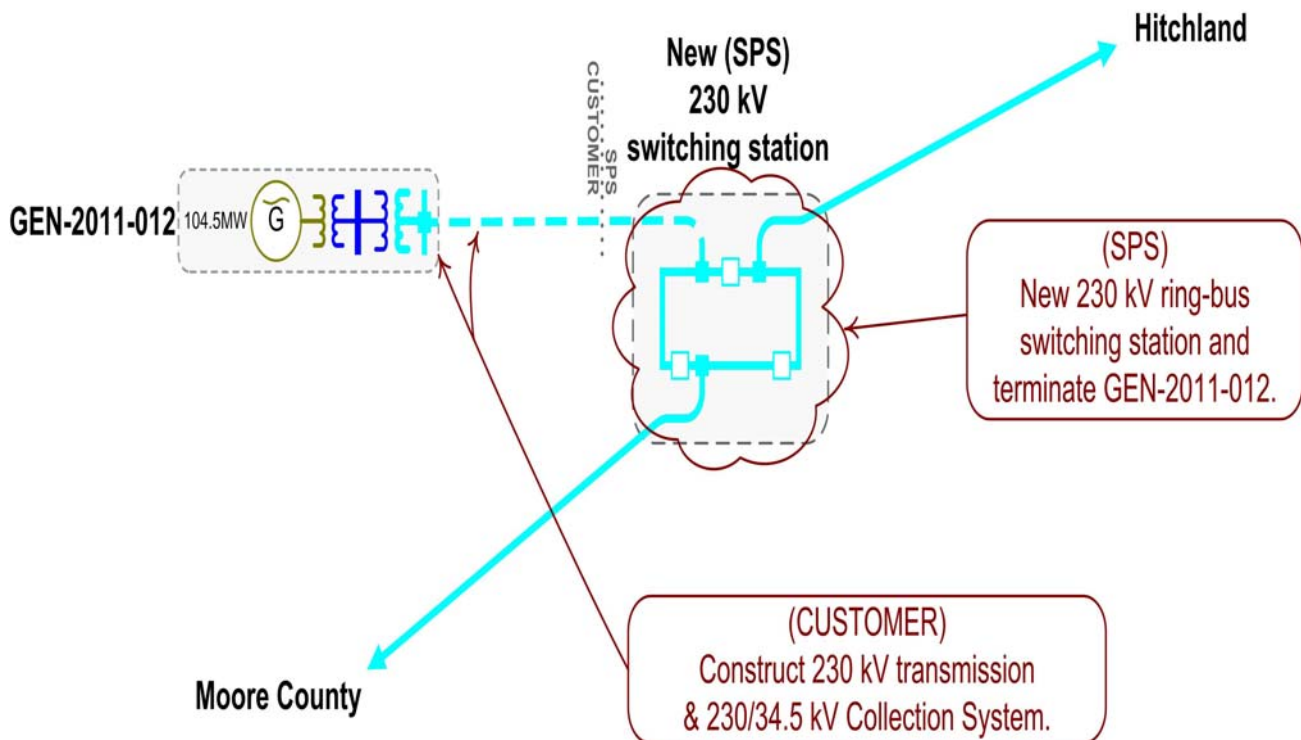 Hitchland
New (SPS)
230 kV
switching station
CUSTOMER
SPS
GEN-2011-012
104.5MW
G
(SPS)
New 230 kV ring-bus
switching station and
terminate GEN-2011-012.
(CUSTOMER)
Construct 230 kV transmission
& 230/34.5 kV Collection System.
Moore County